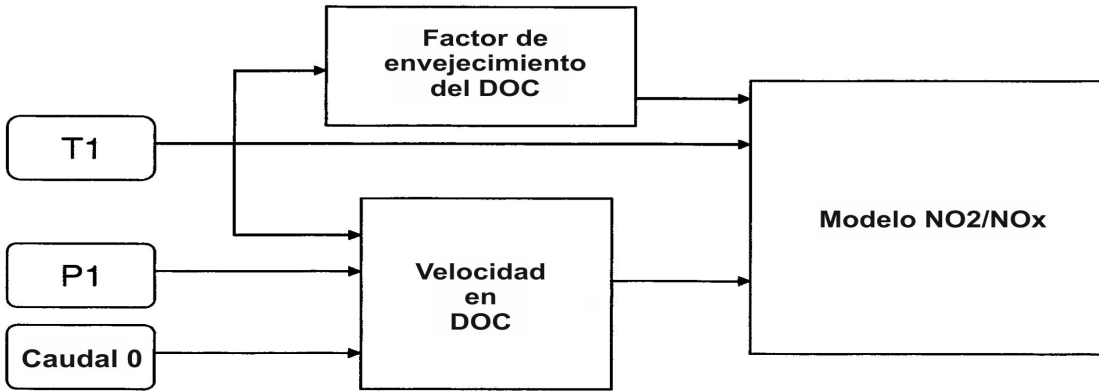 Factor de
envejecimiento
del DOC
T1
Modelo NO2/NOx
P1
Velocidad
en
DOC
Caudal 0